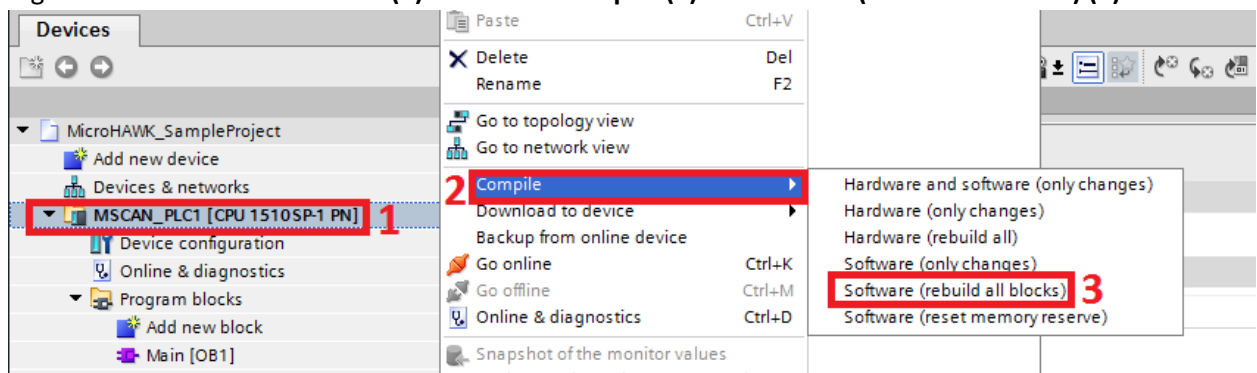 Devices
MicroHAWK_SampleProject
Add new device
Devices & networks
MSCAN_PLC1 [CPU 1510SP-1 PN] 1
Device configuration
Online & diagnostics
Program blocks
Add new block
Main [OB1]
Paste Ctrl+V
Delete Del
Rename F2
Go to topology view
Go to network view
2 Compile
Download to device
Backup from online device
Go online Ctrl+K
Go offline Ctrl+M
Online & diagnostics Ctrl+D
Snapshot of the monitor values
Hardware and software (only changes)
Hardware (only changes)
Hardware (rebuild all)
Software (only changes)
Software (rebuild all blocks) 3
Software (reset memory reserve)